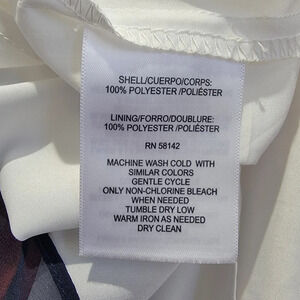 SHELL/CUERPO/CORPS:
100% POLYESTER /POLIÉSTER
LINING/FORRO/DOUBLURE:
100% POLYESTER /POLIÉSTER
RN 58142
MACHINE WASH COLD WITH
SIMILAR COLORS
GENTLE CYCLE
ONLY NON-CHLORINE BLEACH
WHEN NEEDED
TUMBLE DRY LOW
WARM IRON AS NEEDED
DRY CLEAN